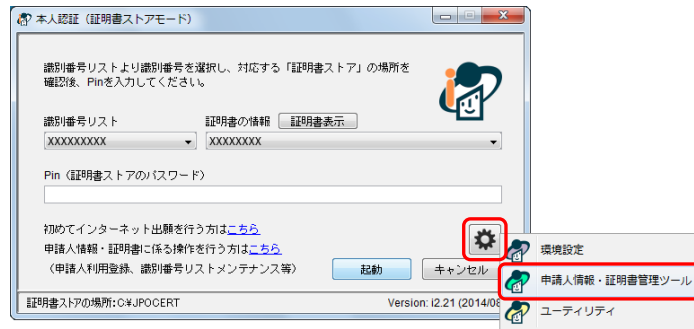 本人認証（証明書ストアモード）
識別番号リストより識別番号を選択し、対応する「証明書ストア」の場所を
確認後、Pinを入力してください。
識別番号リスト
証明書の情報
証明書表示
XXXXXXXXX
XXXXXXXX
Pin（証明書ストアのパスワード）
初めてインターネット出願を行う方はこちら
申請人情報・証明書に係る操作を行う方はこちら
（申請人利用登録、識別番号リストメンテナンス等）
起動
キャンセル
環境設定
申請人情報・証明書管理ツール
ユーティリティ
証明書ストアの場所:C:¥JPOCERT
Version: i2.21 (2014/08